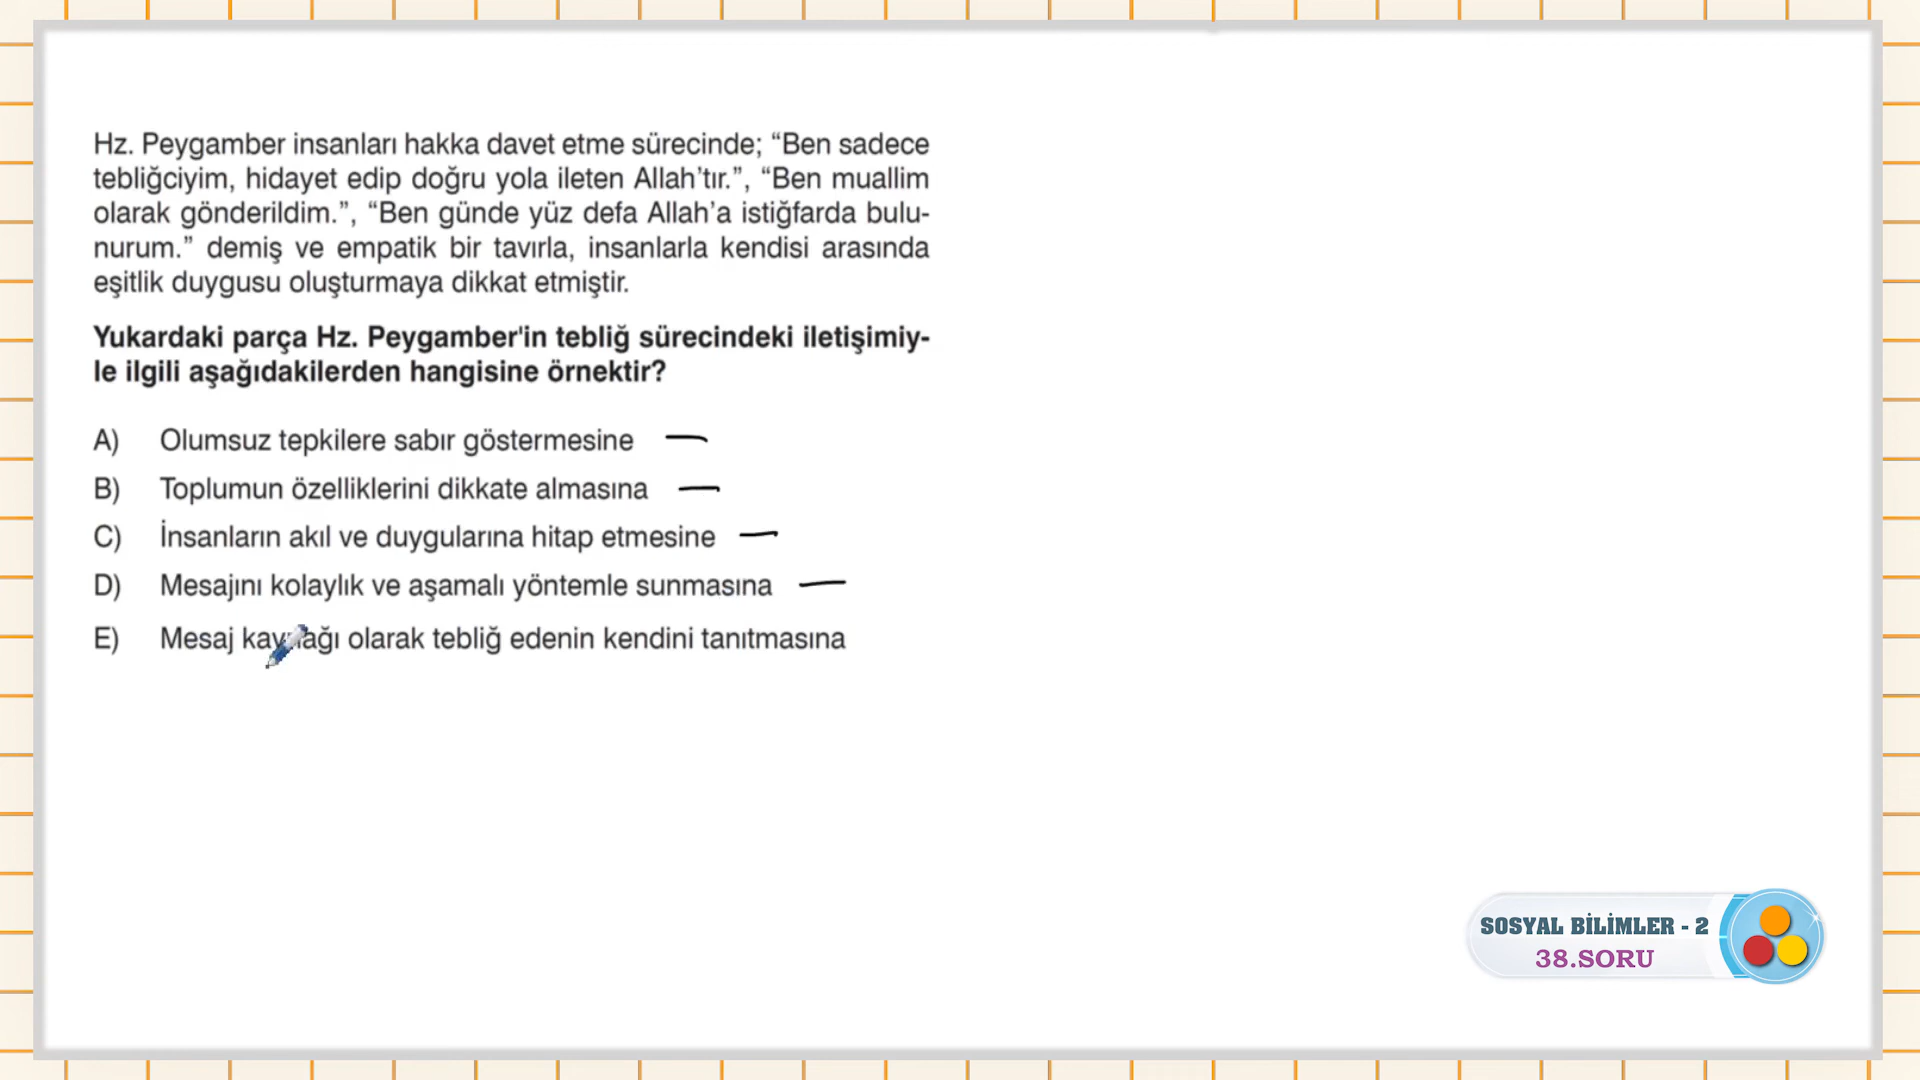 Hz. Peygamber insanları hakka davet etme sürecinde; “Ben sadece
tebliğciyim, hidayet edip doğru yola ileten Allah’tır.”, “Ben muallim
olarak gönderildim.”, “Ben günde yüz defa Allah’a istiğfarda bulu-
nurum.” demiş ve empatik bir tavırla, insanlarla kendisi arasında
eşitlik duygusu oluşturmaya dikkat etmiştir.
Yukardaki parça Hz. Peygamber'in tebliğ sürecindeki iletişimiy-
le ilgili aşağıdakilerden hangisine örnektir?
A) Olumsuz tepkilere sabır göstermesine
B) Toplumun özelliklerini dikkate almasına
C) İnsanların akıl ve duygularına hitap etmesine
D) Mesajını kolaylık ve aşamalı yöntemle sunmasına
E) Mesaj kaynağı olarak tebliğ edenin kendini tanıtmasına
SOSYAL BİLİMLER - 2
38.SORU